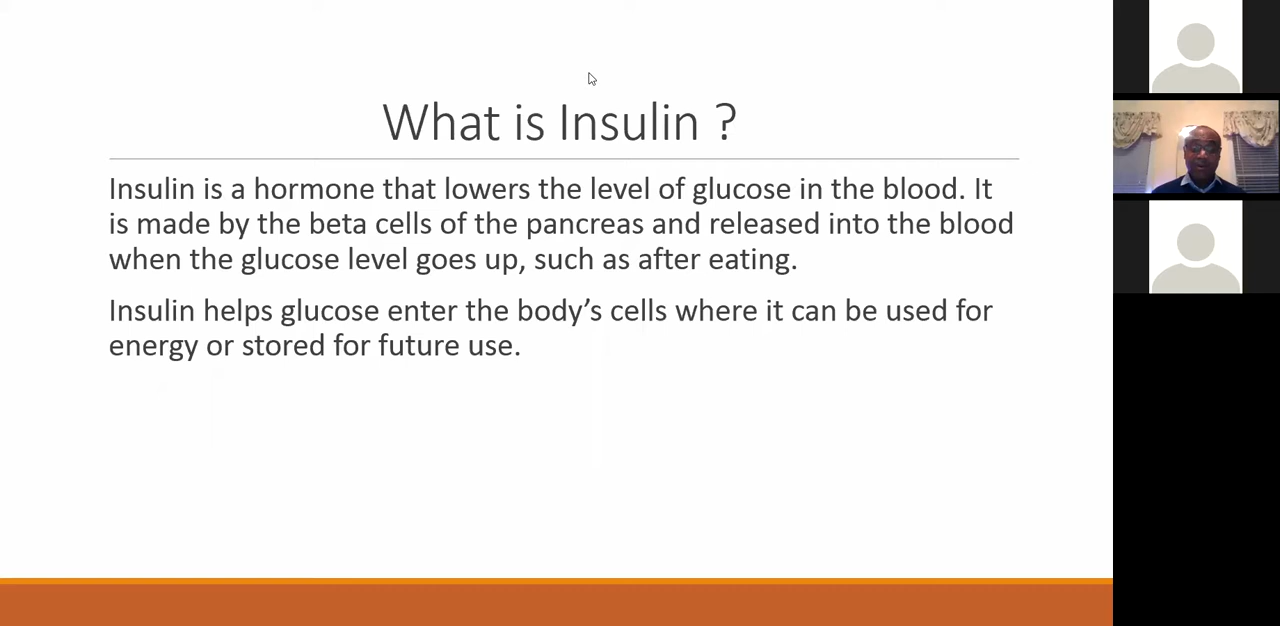 What is Insulin ?
Insulin is a hormone that lowers the level of glucose in the blood. It
is made by the beta cells of the pancreas and released into the blood
when the glucose level goes up, such as after eating.
Insulin helps glucose enter the body’s cells where it can be used for
energy or stored for future use.